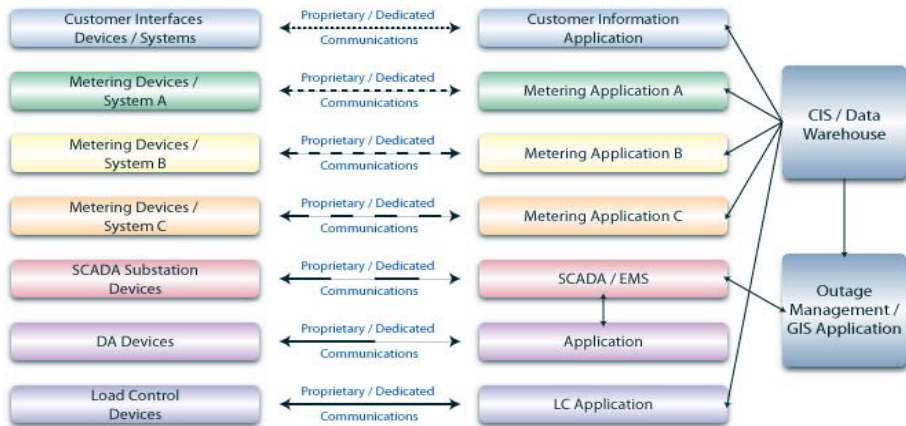 Customer Interfaces
Devices / Systems
Proprietary / Dedicated
Communications
Customer Information
Application
Metering Devices /
System A
Proprietary / Dedicated
Communications
Metering Application A
Metering Devices /
System B
Proprietary / Dedicated
Communications
Metering Application B
Metering Devices /
System C
Proprietary / Dedicated
Communications
Metering Application C
SCADA Substation
Devices
Proprietary / Dedicated
Communications
SCADA / EMS
DA Devices
Proprietary / Dedicated
Communications
Application
Load Control
Devices
Proprietary / Dedicated
Communications
LC Application
CIS / Data
Warehouse
Outage
Management /
GIS Application